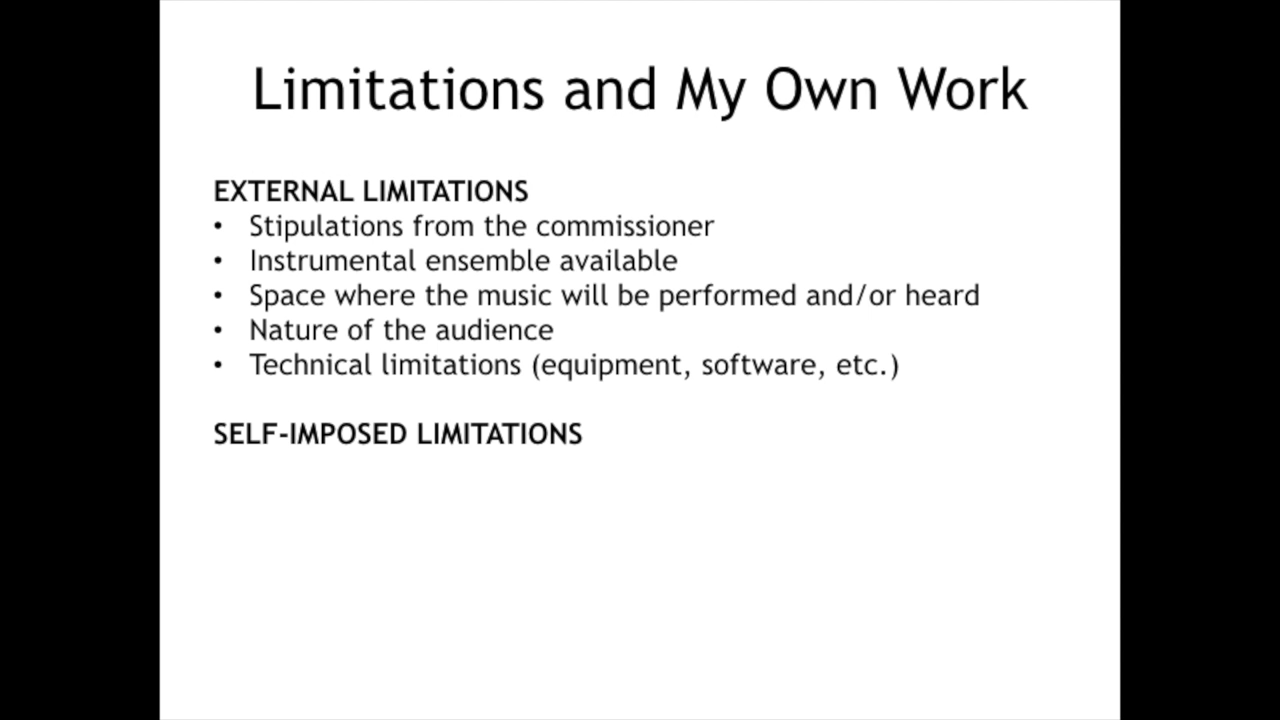 Limitations and My Own Work
EXTERNAL LIMITATIONS
• Stipulations from the commissioner
• Instrumental ensemble available
• Space where the music will be performed and/or heard
• Nature of the audience
• Technical limitations (equipment, software, etc.)
SELF-IMPOSED LIMITATIONS